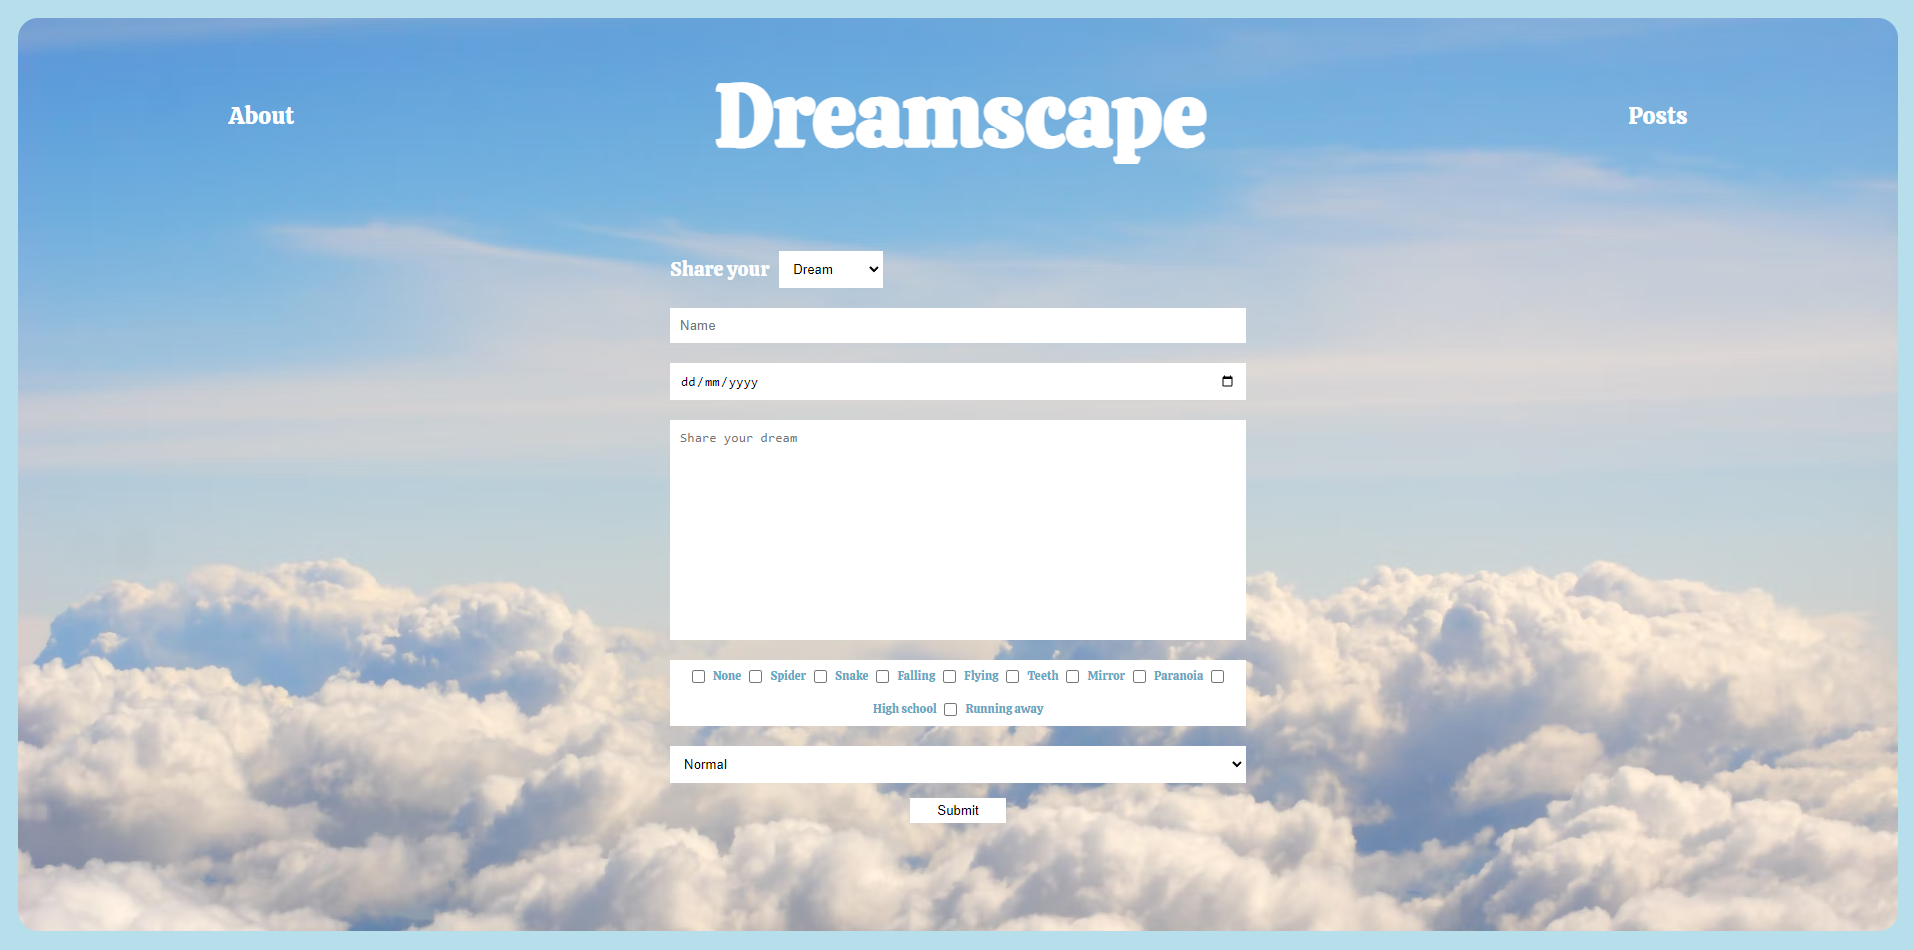 About
Dreamscape
Posts
Share your Dream
Name
dd/mm/yyyy
Share your dream
None Spider Snake Falling Flying Teeth Mirror Paranoia
High school Running away
Normal
Submit